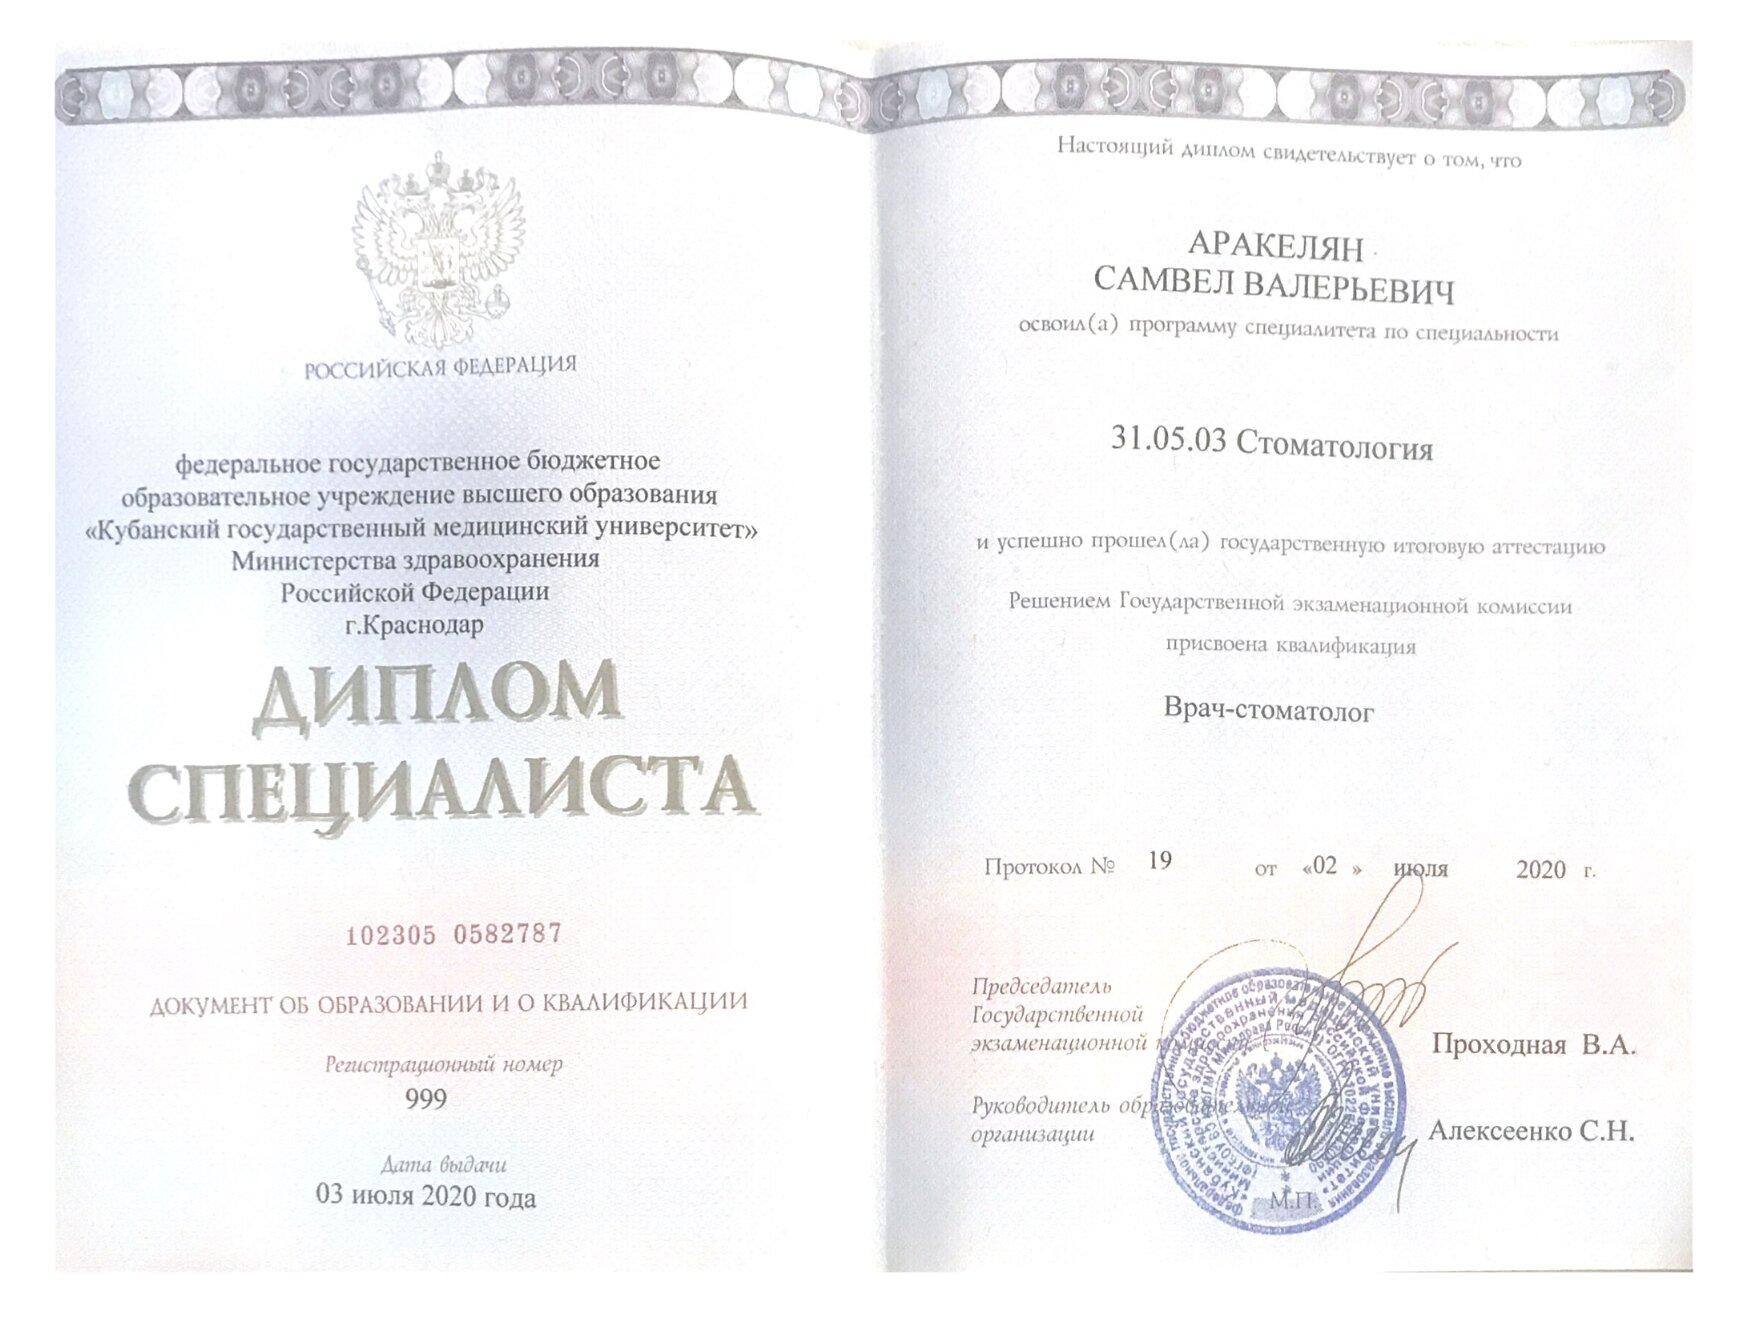 РОССИЙСКАЯ ФЕДЕРАЦИЯ
федеральное государственное бюджетное
образовательное учреждение высшего образования
«Кубанский государственный медицинский университет»
Министерства здравоохранения
Российской Федерации
г.Краснодар
ДИПЛОМ
СПЕЦИАЛИСТА
102305 0582787
ДОКУМЕНТ ОБ ОБРАЗОВАНИИ И О КВАЛИФИКАЦИИ
Регистрационный номер
999
Дата выдачи
03 июля 2020 года
Настоящий диплом свидетельствует о том, что
АРАКЕЛЯН
САМВЕЛ ВАЛЕРЬЕВИЧ
освоил(а) программу специалитета по специальности
31.05.03 Стоматология
и успешно прошел(ла) государственную итоговую аттестацию
Решением Государственной экзаменационной комиссии
присвоена квалификация
Врач-стоматолог
Протокол № 19 от «02 » июля 2020 г.
Председатель
Государственной
экзаменационной
Проходная В.А.
Руководитель образовательной
организации
Алексеенко С.Н.
М.П.